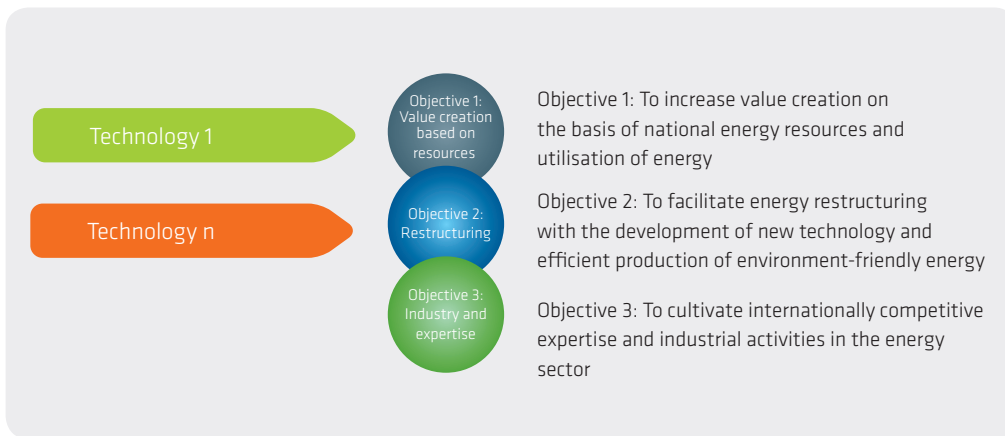 Technology 1
Technology n
Objective 1:
Value creation
based on
resources
Objective 2:
Restructuring
Objective 3:
Industry and
expertise
Objective 1: To increase value creation on
the basis of national energy resources and
utilisation of energy
Objective 2: To facilitate energy restructuring
with the development of new technology and
efficient production of environment-friendly energy
Objective 3: To cultivate internationally competitive
expertise and industrial activities in the energy
sector